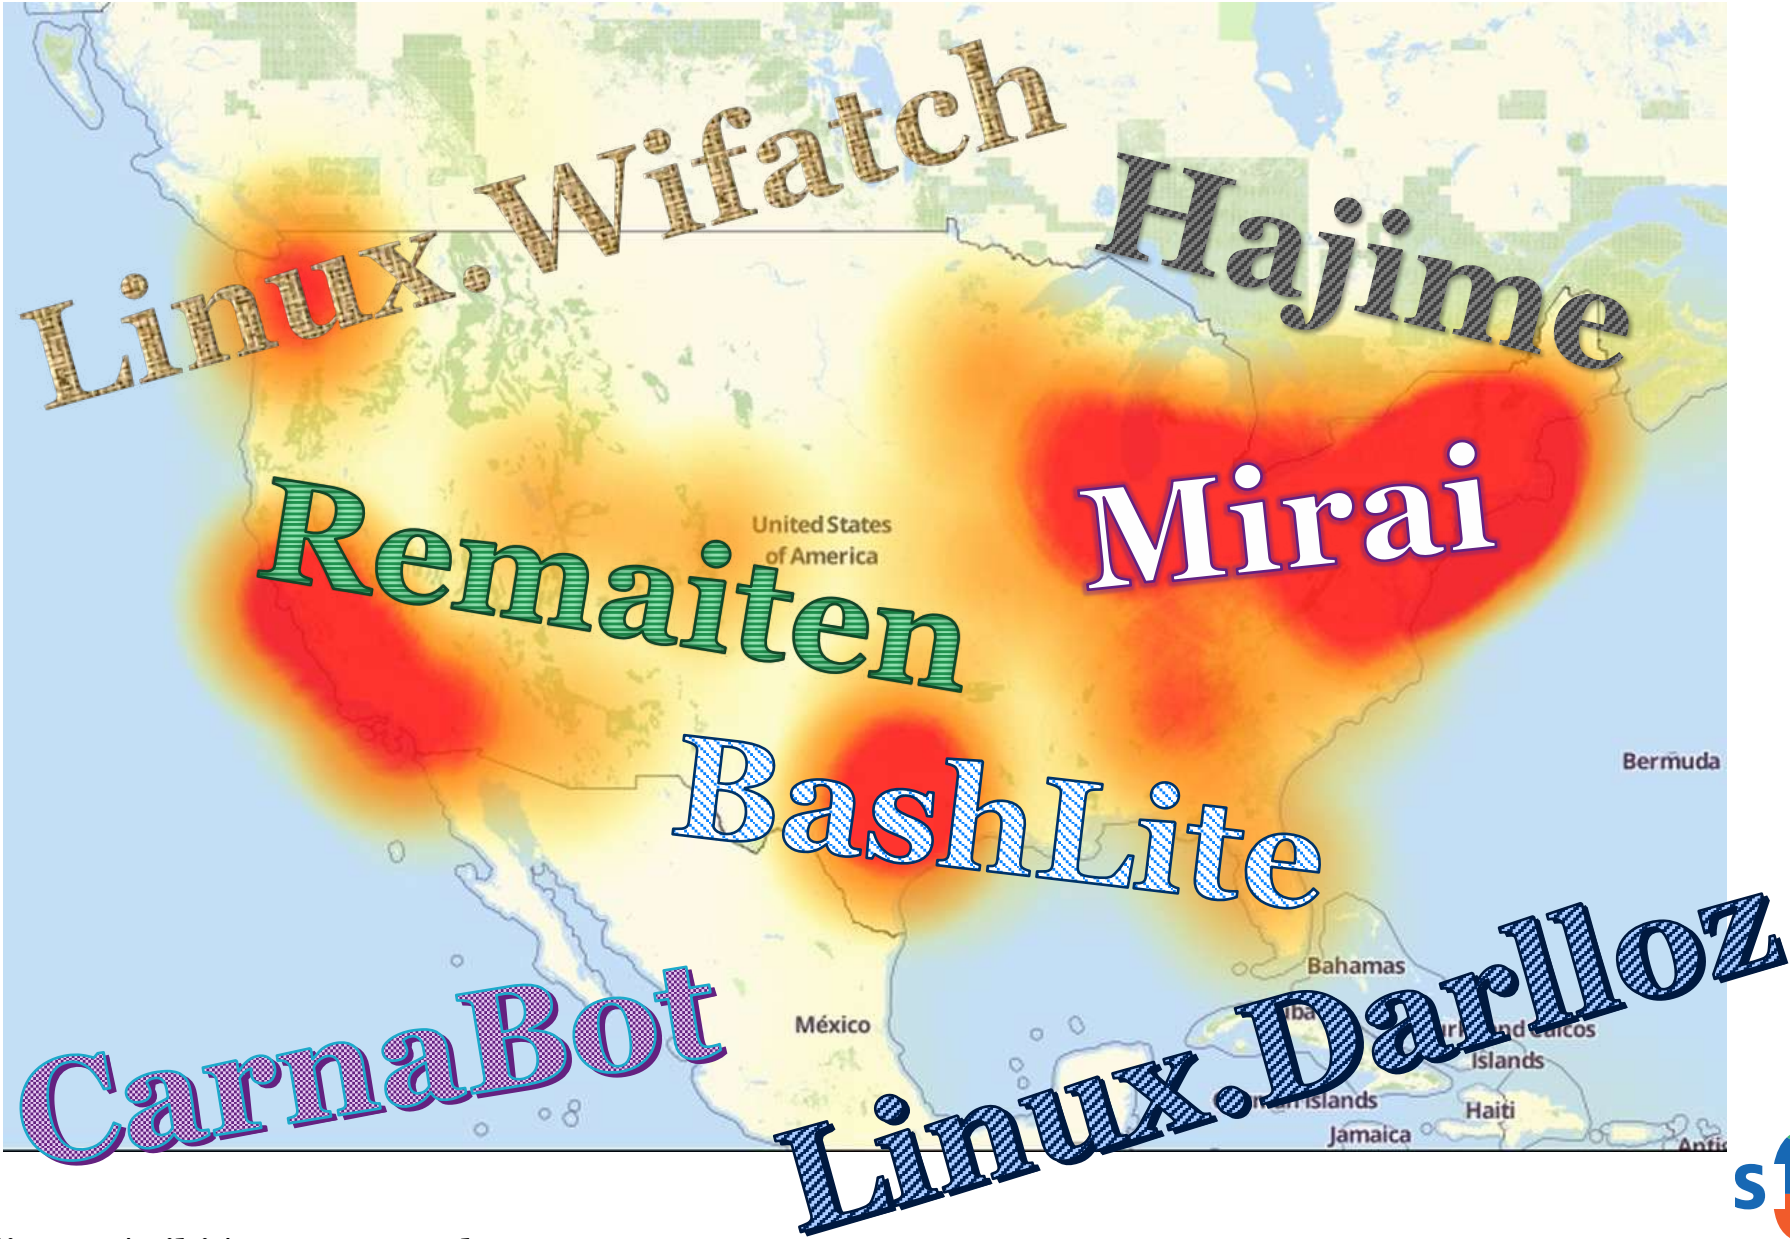 Linux.Wifatch
Hajime
Mirai
Remaiten
United States
of America
BashLite
Bermuda
Bahamas
CarnaBot
México
Linux.Darlloz
Islands
Islands
Haiti
Jamaica